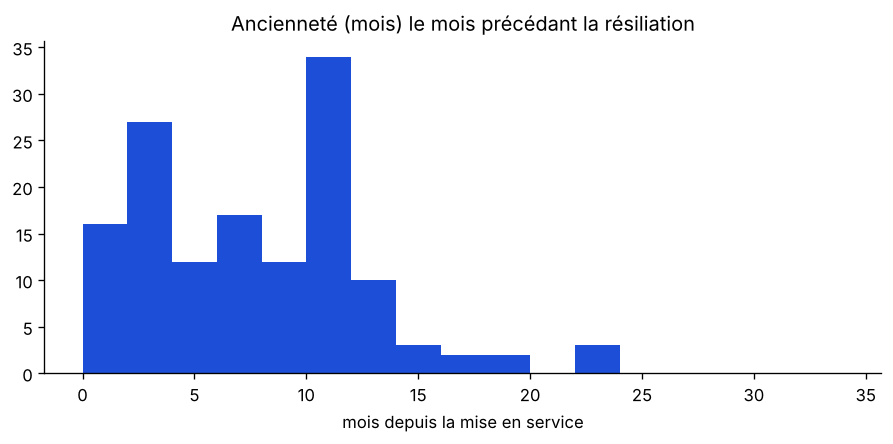 Ancienneté (mois) le mois précédant la résiliation
35
30
25
20
15
10
5
0
0 5 10 15 20 25 30 35
mois depuis la mise en service